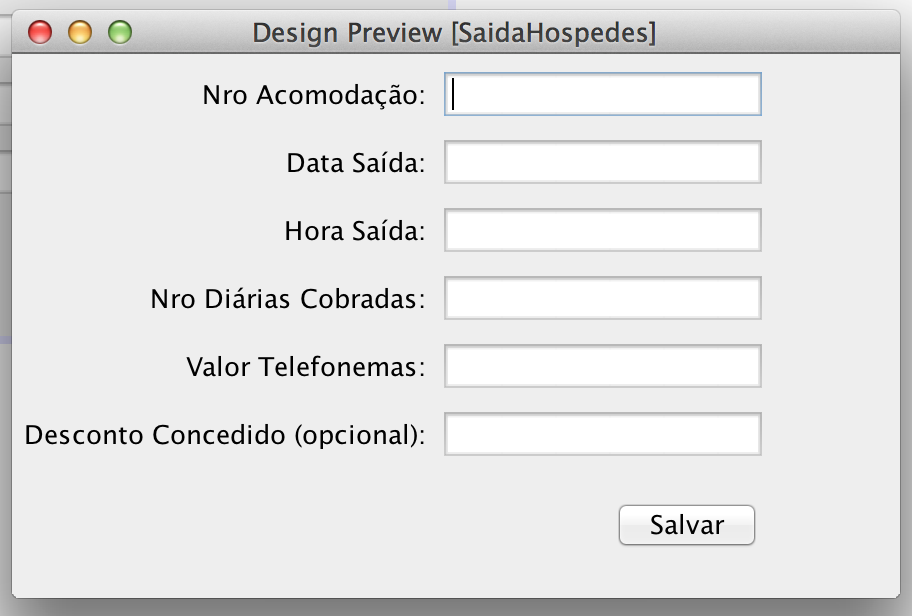 Design Preview [SaidaHospedes]
Nro Acomodação:
Data Saída:
Hora Saída:
Nro Diárias Cobradas:
Valor Telefonemas:
Desconto Concedido (opcional):
Salvar